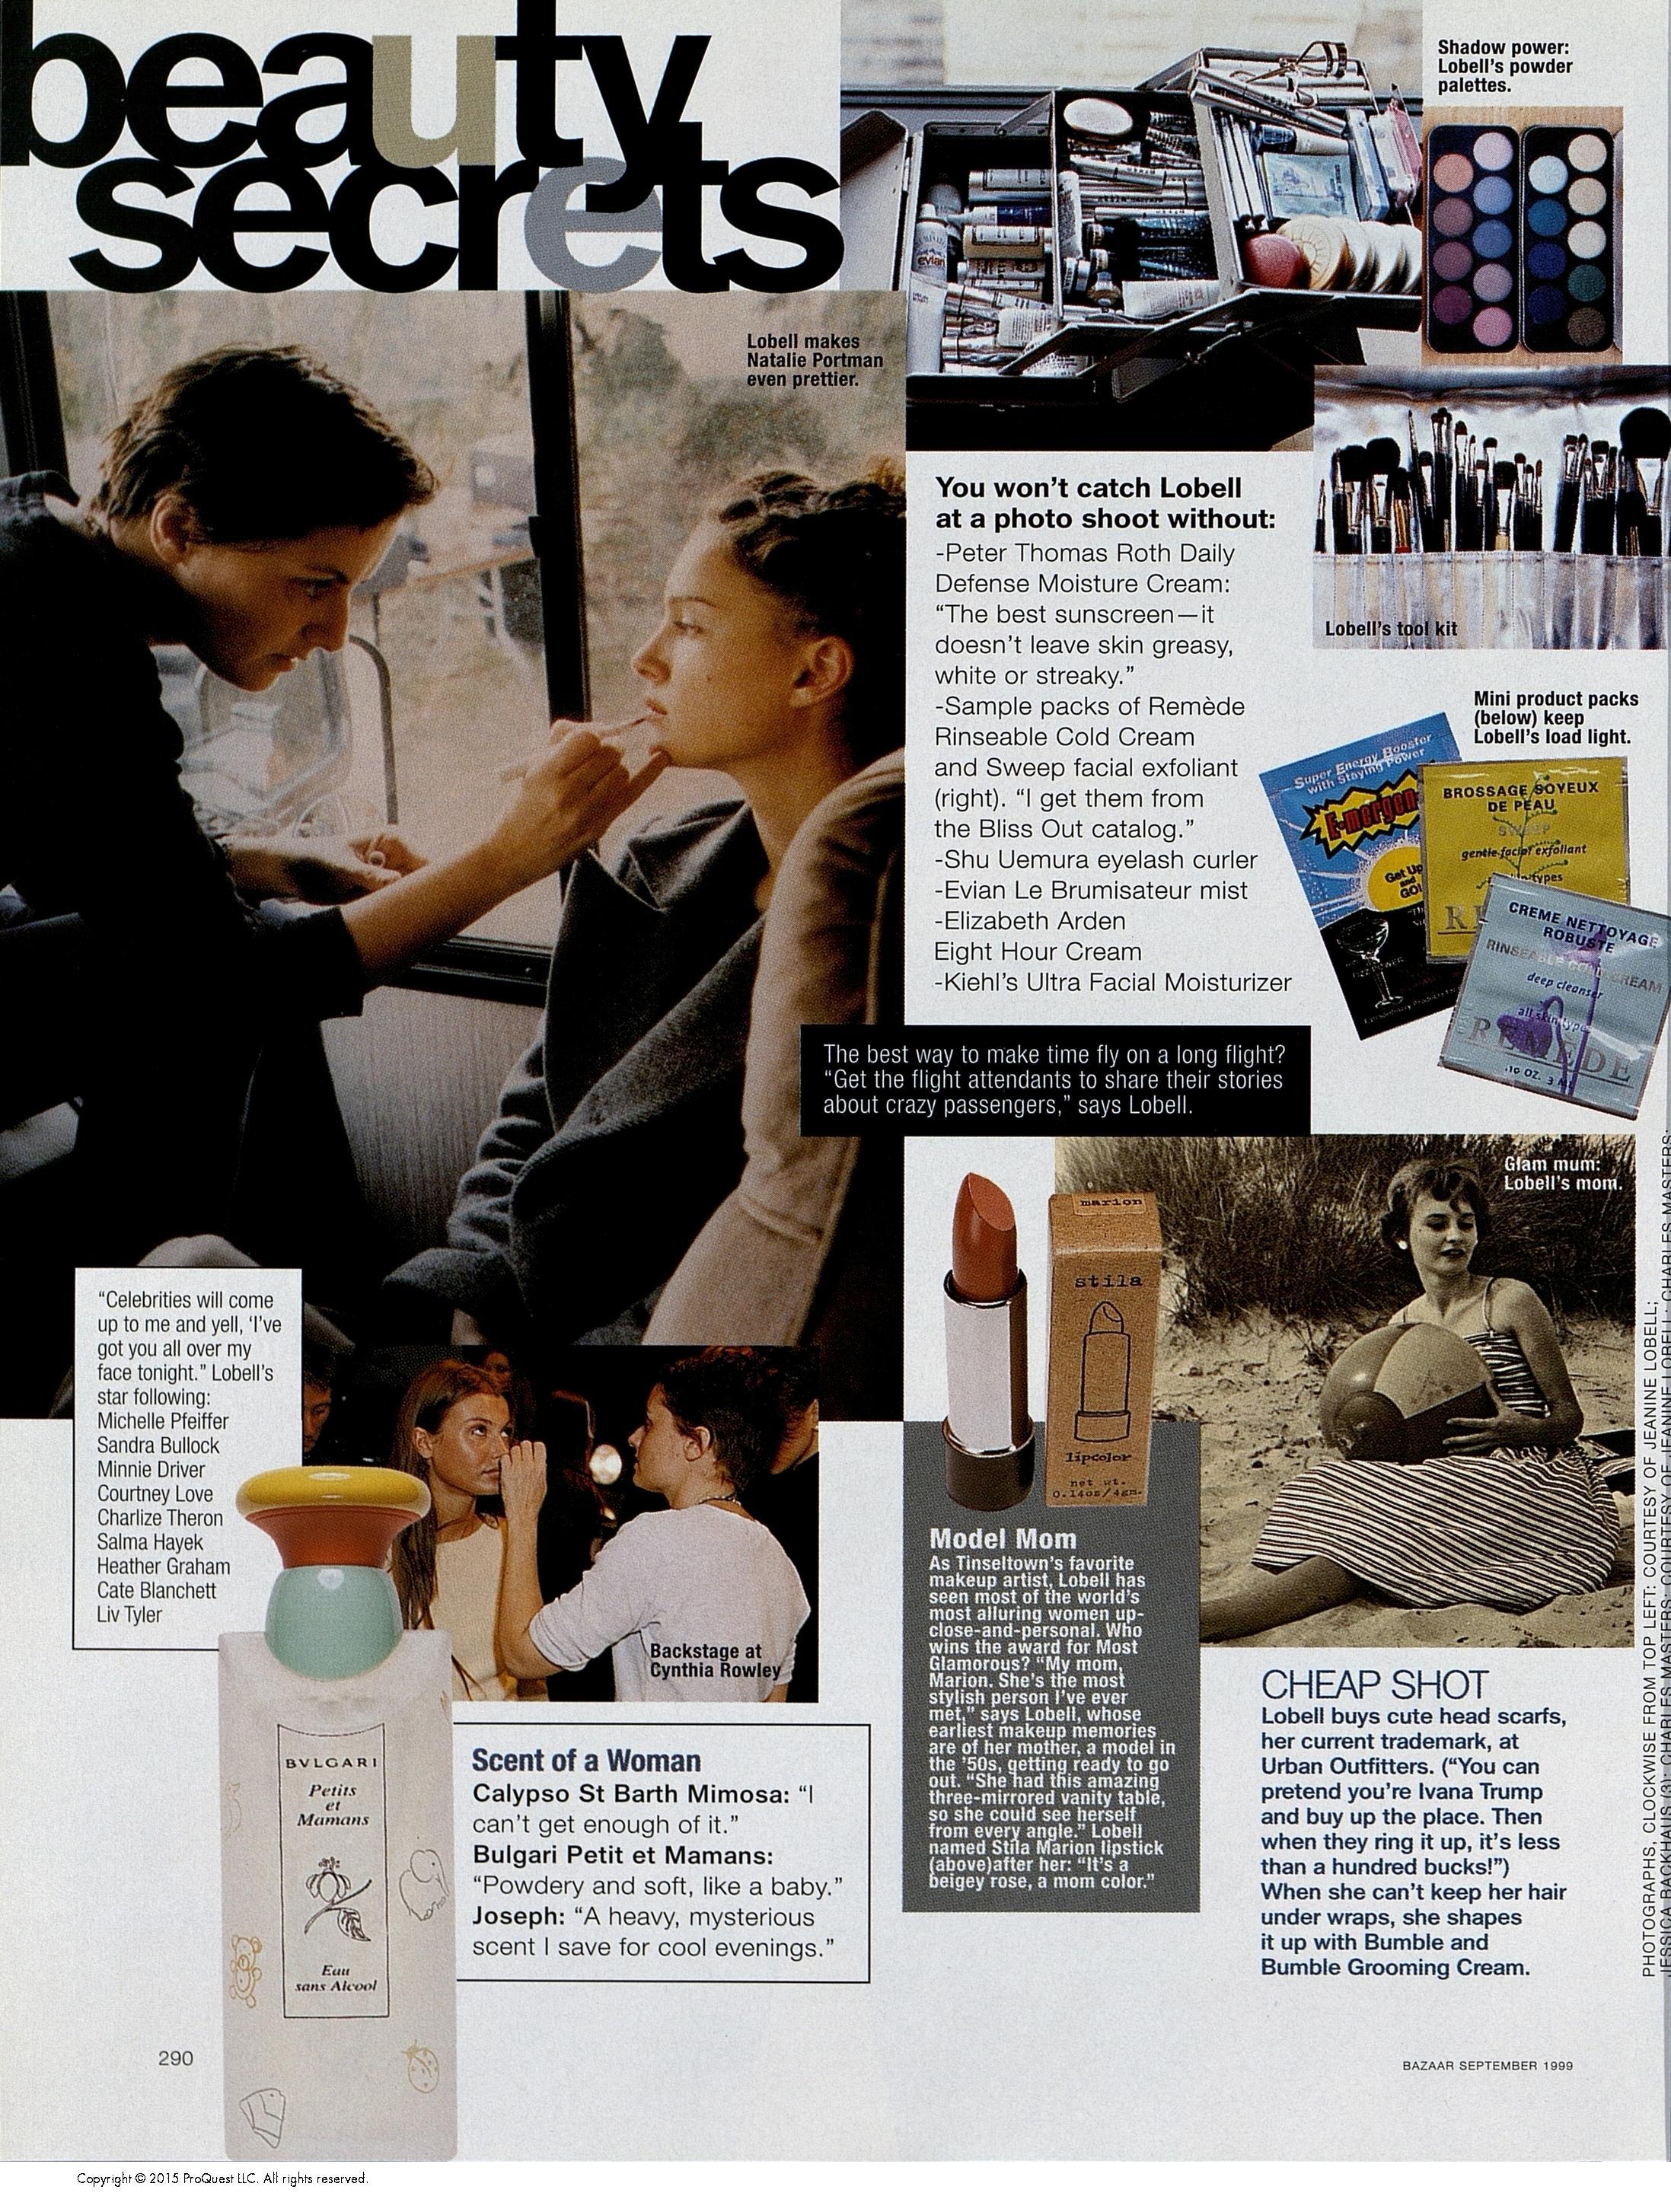 beauty
secrets
Shadow power:
Lobell's powder
palettes.
evian
Lobell makes
Natalie Portman
even prettier.
You won't catch Lobell
at a photo shoot without:
-Peter Thomas Roth Daily
Defense Moisture Cream:
“The best sunscreen—it
doesn't leave skin greasy,
white or streaky.”
-Sample packs of Remède
Rinseable Cold Cream
and Sweep facial exfoliant
(right). “I get them from
the Bliss Out catalog.”
-Shu Uemura eyelash curler
-Evian Le Brumisateur mist
-Elizabeth Arden
Eight Hour Cream
-Kiehl's Ultra Facial Moisturizer
Lobell's tool kit
Mini product packs
(below) keep
Lobell's load light.
Super Energy Booster
with Staying Power
E-mergen
Get Up
and
GO!
BROSSAGE SOYEUX
DE PEAU
SWEEP
gentle facial exfoliant
types
CREME NETTOYAGE
ROBUSTE
RINSEABLE COLD CREAM
deep cleanser
all skin types
REMEDE
.10 OZ. 3 ML
The best way to make time fly on a long flight?
“Get the flight attendants to share their stories
about crazy passengers,” says Lobell.
Glam mum:
Lobell's mom.
marion
stila
lipcolor
net wt.
0.14oz/4gm.
“Celebrities will come
up to me and yell, ‘I've
got you all over my
face tonight.” Lobell's
star following:
Michelle Pfeiffer
Sandra Bullock
Minnie Driver
Courtney Love
Charlize Theron
Salma Hayek
Heather Graham
Cate Blanchett
Liv Tyler
Backstage at
Cynthia Rowley
Model Mom
As Tinseltown's favorite
makeup artist, Lobell has
seen most of the world's
most alluring women up-
close-and-personal. Who
wins the award for Most
Glamorous? “My mom,
Marion. She's the most
stylish person I've ever
met,” says Lobell, whose
earliest makeup memories
are of her mother, a model in
the '50s, getting ready to go
out. “She had this amazing
three-mirrored vanity table,
so she could see herself
from every angle.” Lobell
named Stila Marion lipstick
(above)after her: “It's a
beigey rose, a mom color.”
CHEAP SHOT
Lobell buys cute head scarfs,
her current trademark, at
Urban Outfitters. (“You can
pretend you're Ivana Trump
and buy up the place. Then
when they ring it up, it's less
than a hundred bucks!”)
When she can't keep her hair
under wraps, she shapes
it up with Bumble and
Bumble Grooming Cream.
BVLGARI
Petits
et
Mamans
Eau
sans Alcool
Scent of a Woman
Calypso St Barth Mimosa: “I
can't get enough of it.”
Bulgari Petit et Mamans:
“Powdery and soft, like a baby.”
Joseph: “A heavy, mysterious
scent I save for cool evenings.”
PHOTOGRAPHS, CLOCKWISE FROM TOP LEFT: COURTESY OF JEANINE LOBELL;
290
BAZAAR SEPTEMBER 1999
Copyright © 2015 ProQuest LLC. All rights reserved.